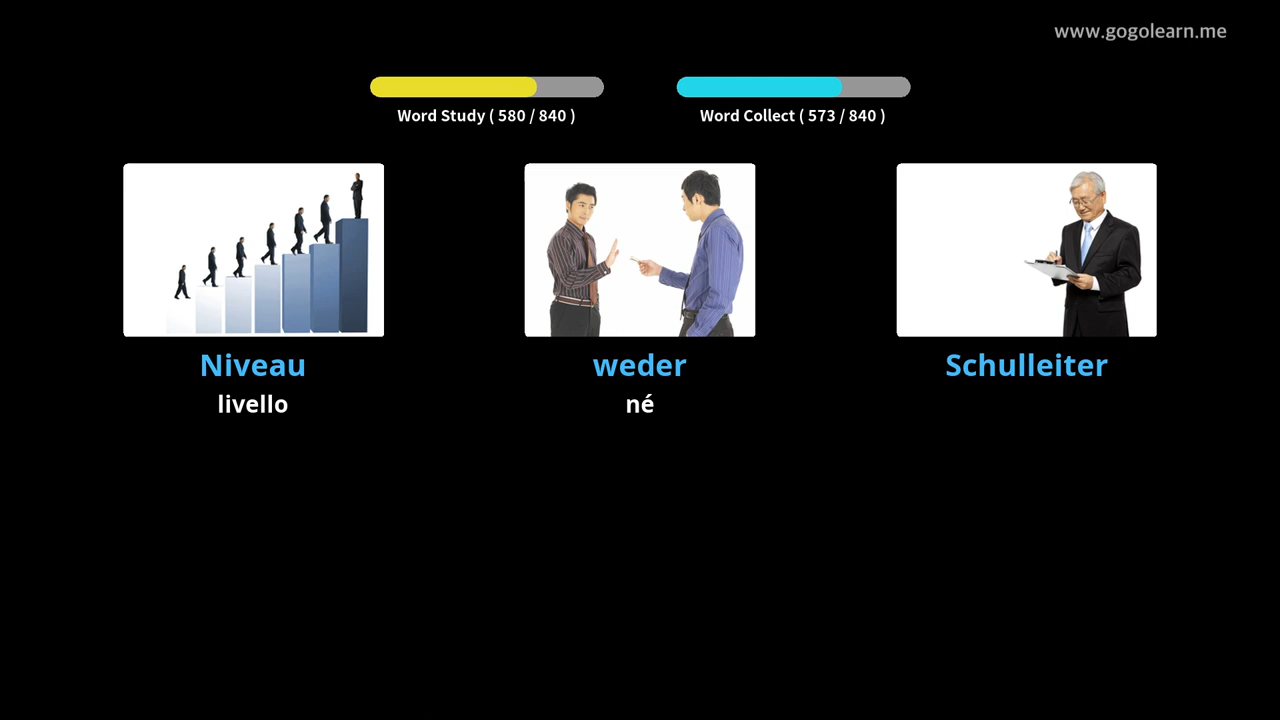 www.gogolearn.me
Word Study ( 580 / 840 )
Word Collect ( 573 / 840 )
Niveau
livello
weder
né
Schulleiter